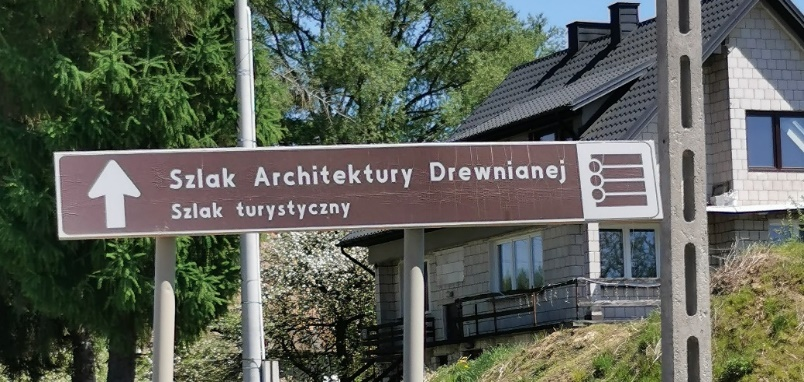 Szlak Architektury Drewnianej
Szlak turystyczny